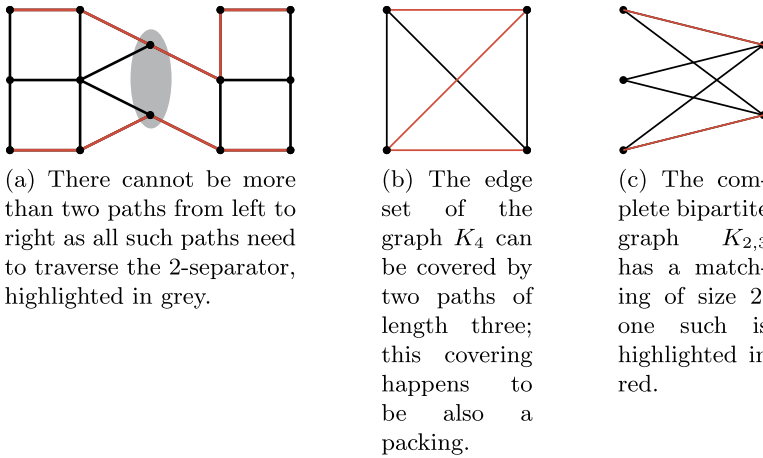 (a) There cannot be more
than two paths from left to
right as all such paths need
to traverse the 2-separator,
highlighted in grey.
(b) The edge
set of the
graph K₄ can
be covered by
two paths of
length three;
this covering
happens to
be also a
packing.
(c) The com-
plete bipartite
graph K₂,₃
has a match-
ing of size 2
one such is
highlighted in
red.